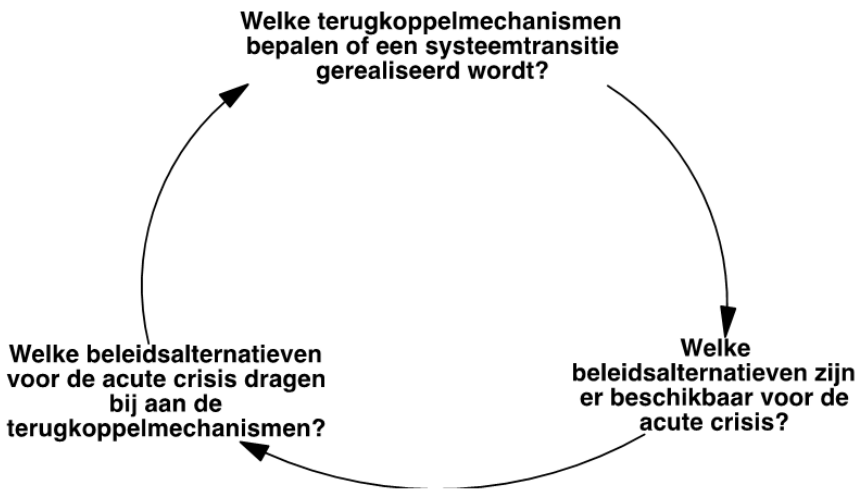 Welke terugkoppelmechanismen
bepalen of een systeemtransitie
gerealiseerd wordt?
Welke
beleidsalternatieven zijn
er beschikbaar voor de
acute crisis?
Welke beleidsalternatieven
voor de acute crisis dragen
bij aan de
terugkoppelmechanismen?